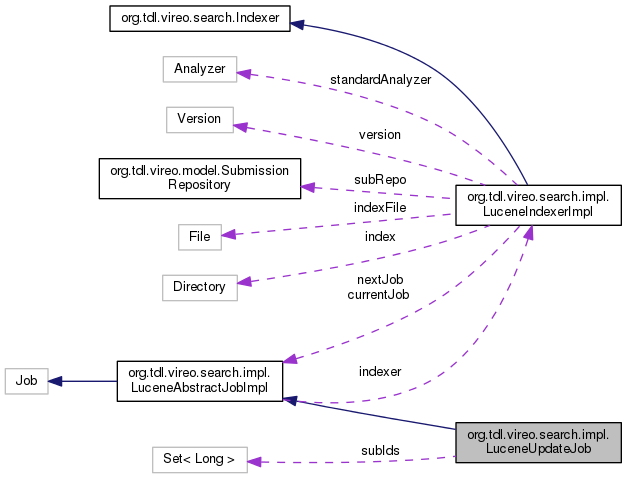 org.tdl.vireo.search.Indexer
Analyzer
standardAnalyzer
Version
version
org.tdl.vireo.model.Submission
Repository
subRepo
org.tdl.vireo.search.impl.
LuceneIndexerImpl
indexFile
File
index
Directory
nextJob
currentJob
org.tdl.vireo.search.impl.
LuceneAbstractJobImpl
indexer
Job
org.tdl.vireo.search.impl.
LuceneUpdateJob
subIds
Set< Long >